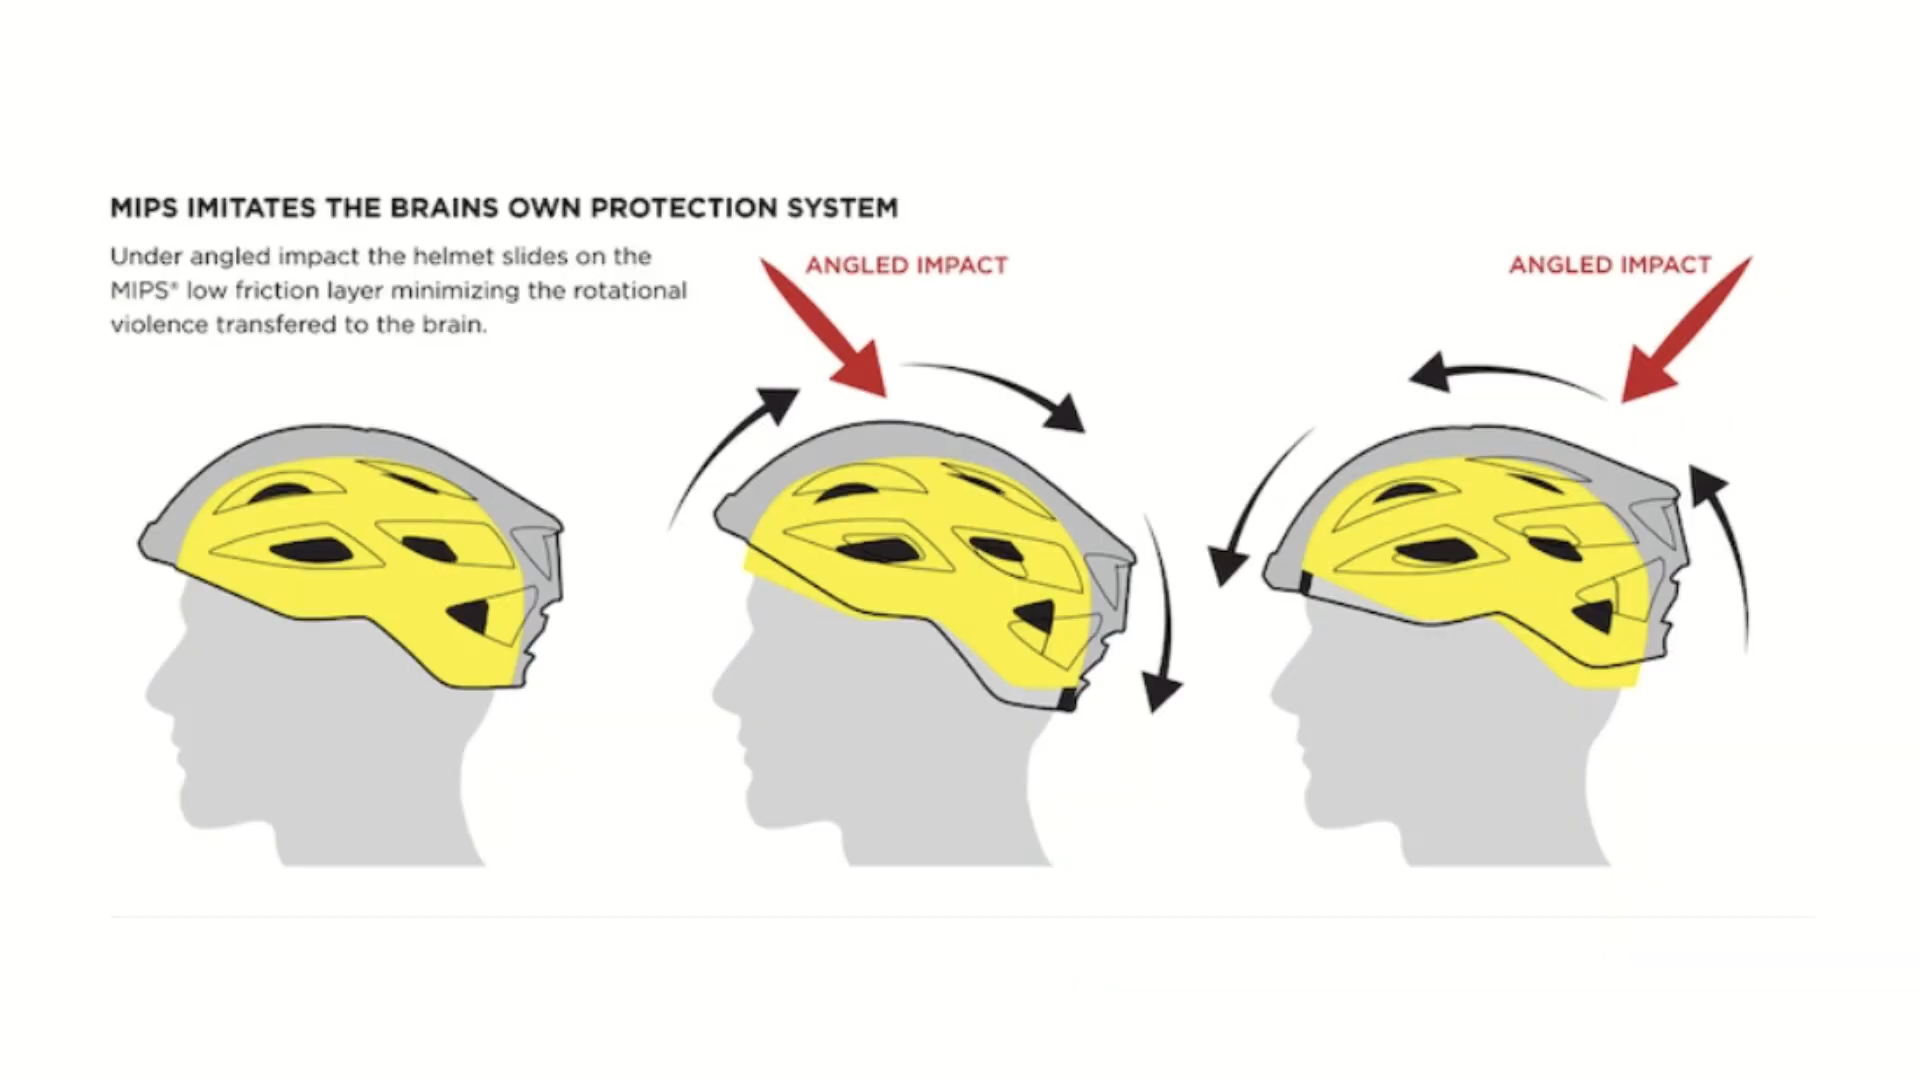 MIPS IMITATES THE BRAINS OWN PROTECTION SYSTEM
Under angled impact the helmet slides on the
MIPS® low friction layer minimizing the rotational
violence transfered to the brain.
ANGLED IMPACT
ANGLED IMPACT